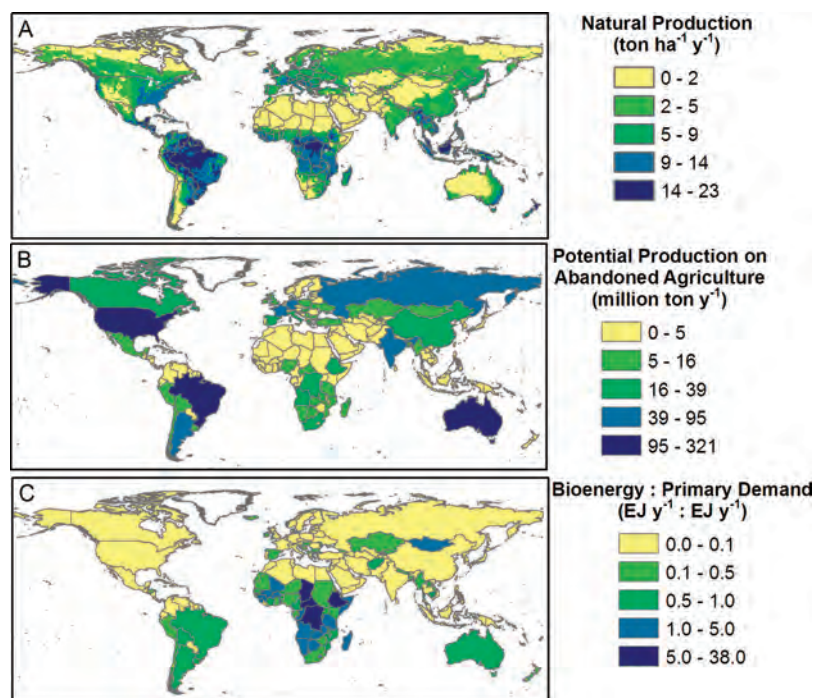 A
Natural Production
(ton ha⁻¹ y⁻¹)
0 - 2
2 - 5
5 - 9
9 - 14
14 - 23
B
Potential Production on
Abandoned Agriculture
(million ton y⁻¹)
0 - 5
5 - 16
16 - 39
39 - 95
95 - 321
C
Bioenergy : Primary Demand
(EJ y⁻¹ : EJ y⁻¹)
0.0 - 0.1
0.1 - 0.5
0.5 - 1.0
1.0 - 5.0
5.0 - 38.0